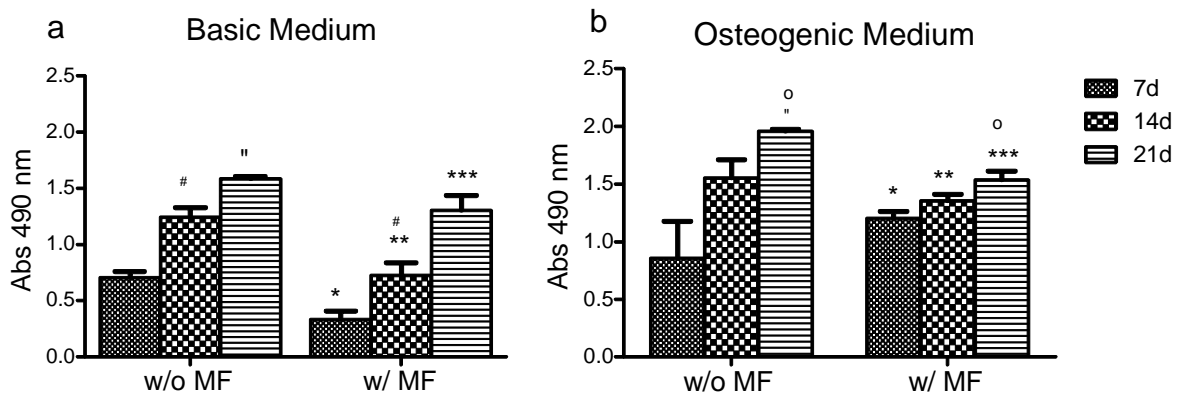 a
Basic Medium
Abs 490 nm
2.5
2.0
1.5
1.0
0.5
0.0
#
"
*
#
**
***
w/o MF
w/ MF
b
Osteogenic Medium
Abs 490 nm
2.5
2.0
1.5
1.0
0.5
0.0
o
"
*
**
o
***
w/o MF
w/ MF
7d
14d
21d